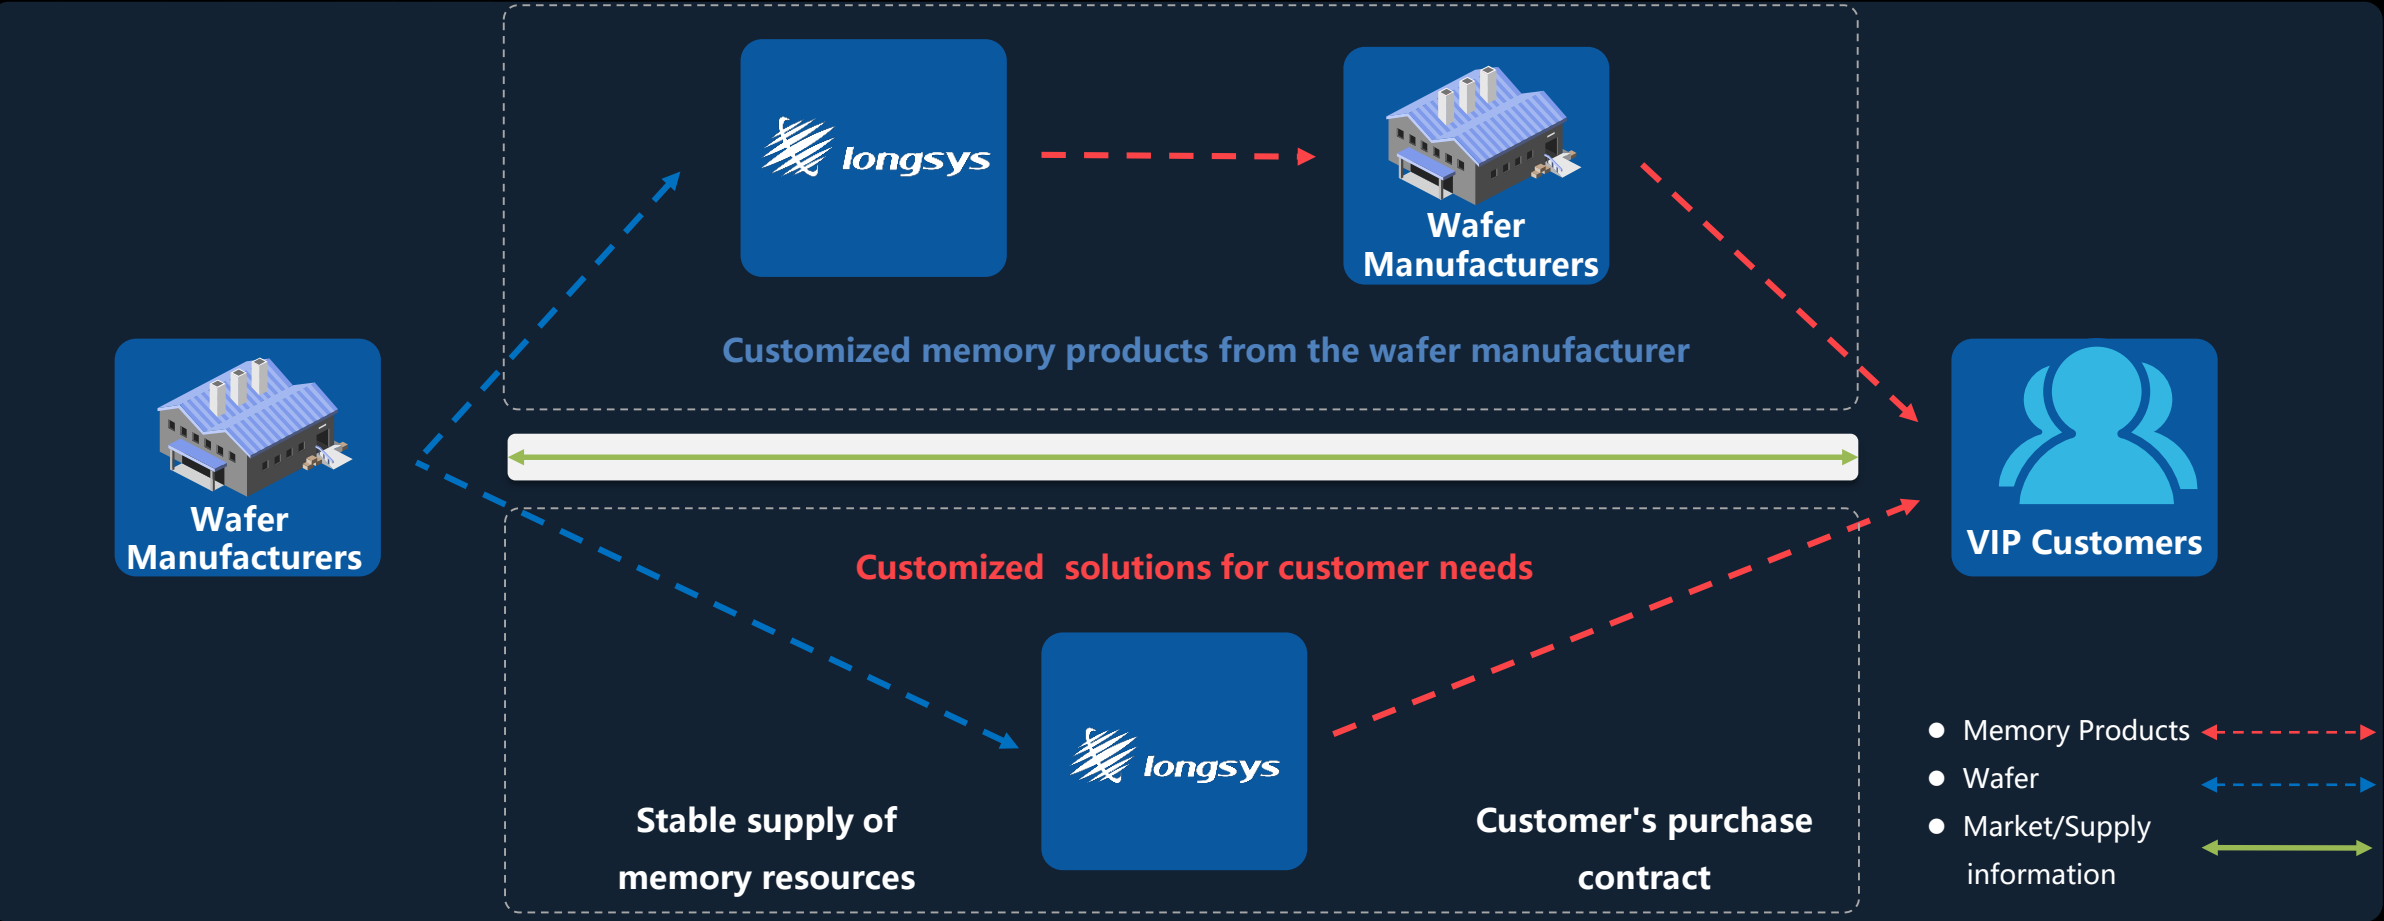 longsys
Wafer
Manufacturers
Customized memory products from the wafer manufacturer
Wafer
Manufacturers
VIP Customers
Customized  solutions for customer needs
longsys
Stable supply of
memory resources
Customer's purchase
contract
● Memory Products
● Wafer
● Market/Supply
information